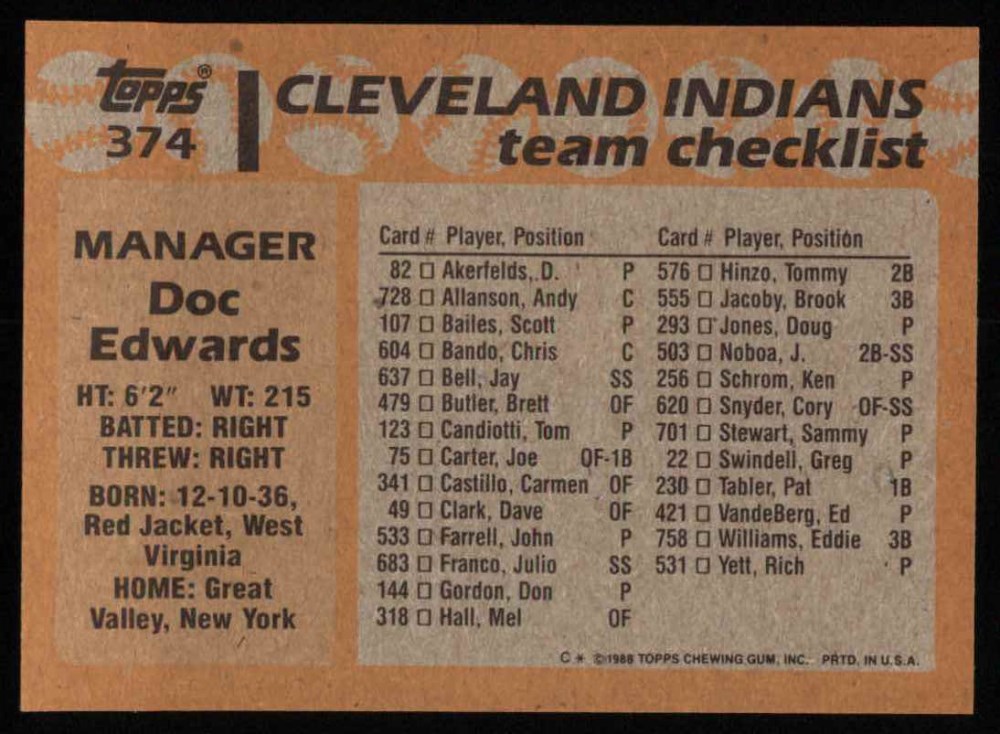 topps®
374
CLEVELAND INDIANS
team checklist
MANAGER
Doc
Edwards
HT: 6'2" WT: 215
BATTED: RIGHT
THREW: RIGHT
BORN: 12-10-36,
Red Jacket, West
Virginia
HOME: Great
Valley, New York
Card # Player, Position
82 □ Akerfelds, D. P
728 □ Allanson, Andy C
107 □ Bailes, Scott P
604 □ Bando, Chris C
637 □ Bell, Jay SS
479 □ Butler, Brett OF
123 □ Candiotti, Tom P
75 □ Carter, Joe OF-1B
341 □ Castillo, Carmen OF
49 □ Clark, Dave OF
533 □ Farrell, John P
683 □ Franco, Julio SS
144 □ Gordon, Don P
318 □ Hall, Mel OF
Card # Player, Position
576 □ Hinzo, Tommy 2B
555 □ Jacoby, Brook 3B
293 □ Jones, Doug P
503 □ Noboa, J. 2B-SS
256 □ Schrom, Ken P
620 □ Snyder, Cory OF-SS
701 □ Stewart, Sammy P
22 □ Swindell, Greg P
230 □ Tabler, Pat 1B
421 □ VandeBerg, Ed P
758 □ Williams, Eddie 3B
531 □ Yett, Rich P
C * ©1988 TOPPS CHEWING GUM, INC. PRTD. IN U.S.A.